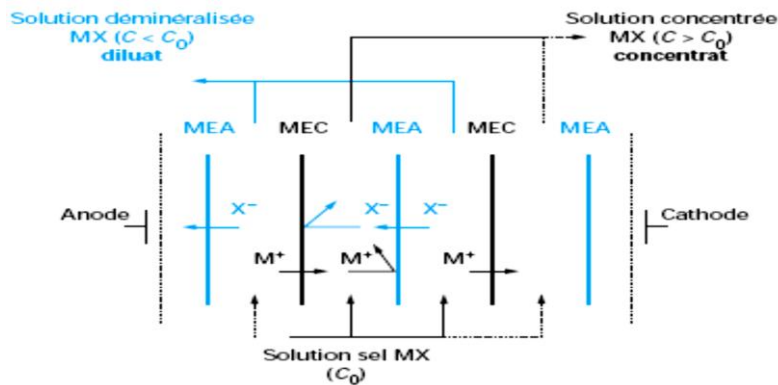 Solution déminéralisée
MX (C < C₀)
diluat
Solution concentrée
MX (C > C₀)
concentrat
MEA MEC MEA MEC MEA
Anode
X⁻ X⁻ X⁻
Cathode
M⁺ M⁺ M⁺
Solution sel MX
(C₀)